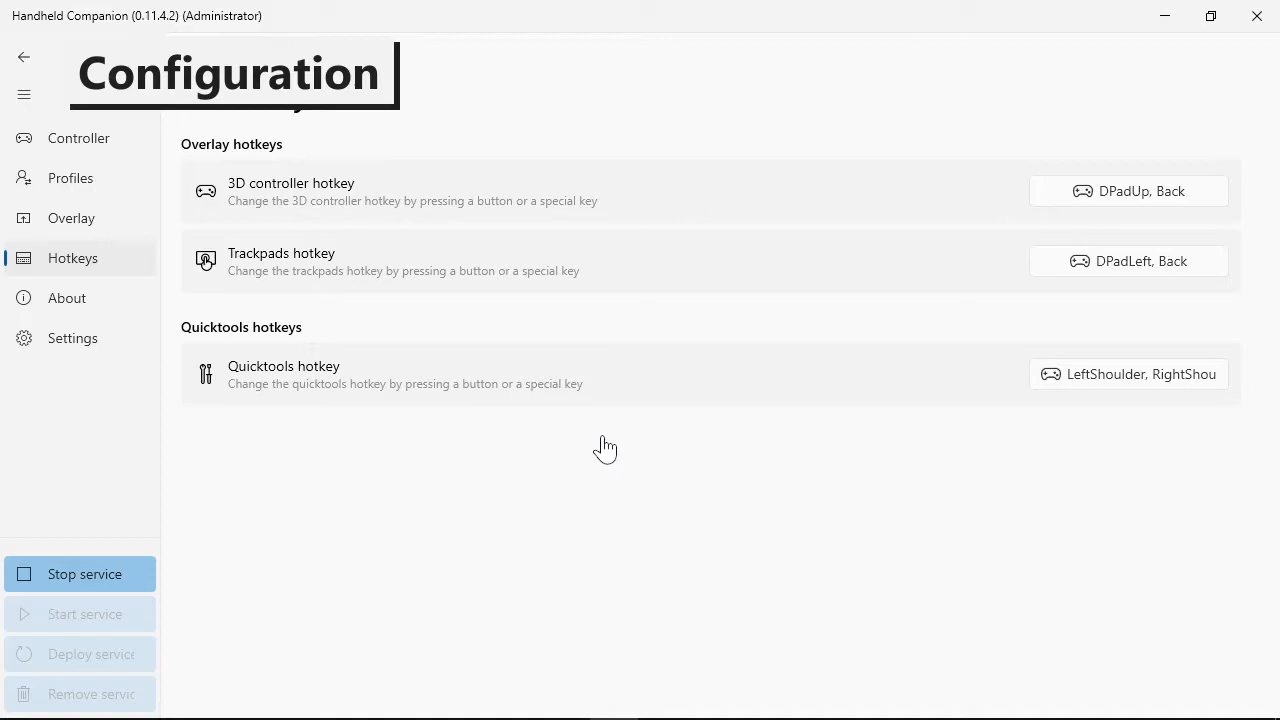 Handheld Companion (0.11.4.2) (Administrator)
Configuration
Controller
Profiles
Overlay
Hotkeys
About
Settings
Overlay hotkeys
3D controller hotkey
Change the 3D controller hotkey by pressing a button or a special key
DPadUp, Back
Trackpads hotkey
Change the trackpads hotkey by pressing a button or a special key
DPadLeft, Back
Quicktools hotkeys
Quicktools hotkey
Change the quicktools hotkey by pressing a button or a special key
LeftShoulder, RightShou
Stop service
Start service
Deploy service
Remove servic